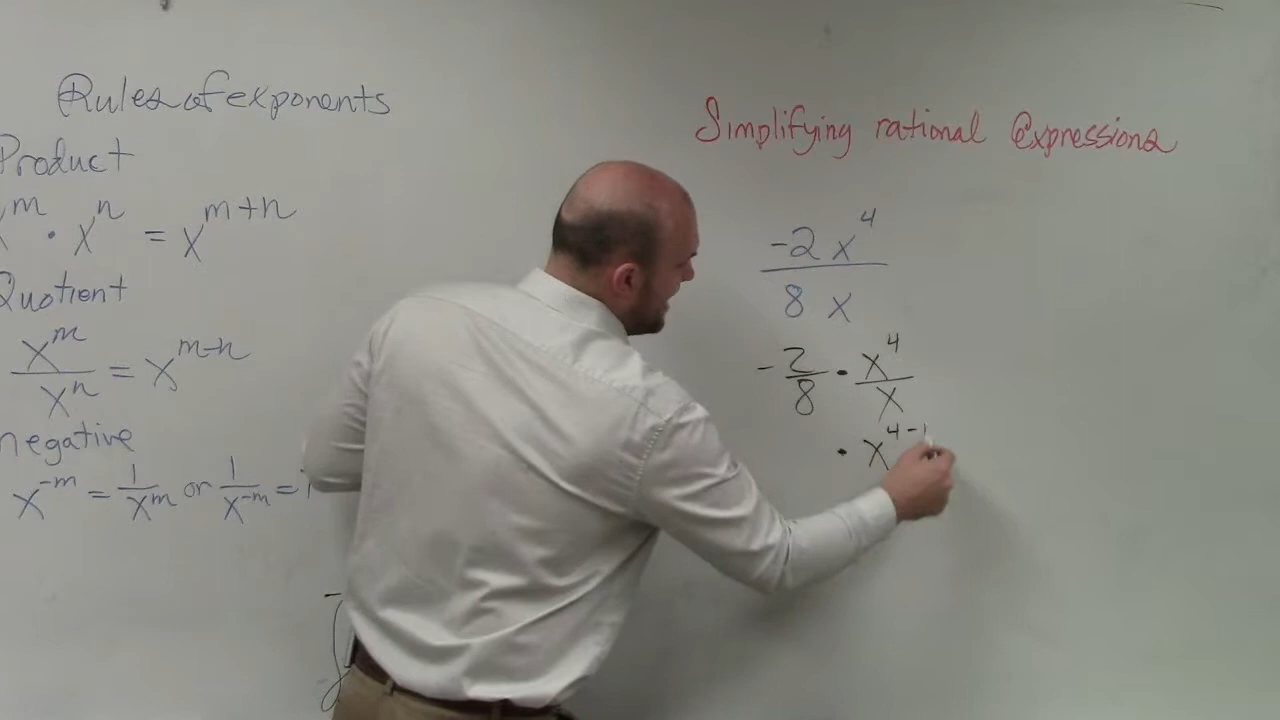 Rules of exponents
Product
x^m · x^n = x^{m+n}
Quotient
x^m / x^n = x^{m-n}
negative
x^{-m} = 1/x^m or 1/x^{-m} =
Simplifying rational Expressions
-2x^4 / 8x
-2/8 · x^4/x
· x^{4-1}